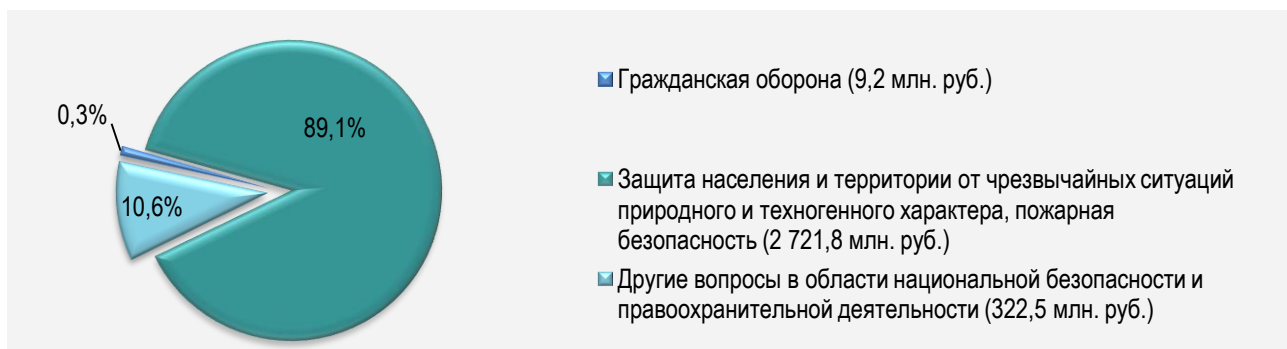 0,3%
89,1%
10,6%
Гражданская оборона (9,2 млн. руб.)
Защита населения и территории от чрезвычайных ситуаций
природного и техногенного характера, пожарная
безопасность (2 721,8 млн. руб.)
Другие вопросы в области национальной безопасности и
правоохранительной деятельности (322,5 млн. руб.)